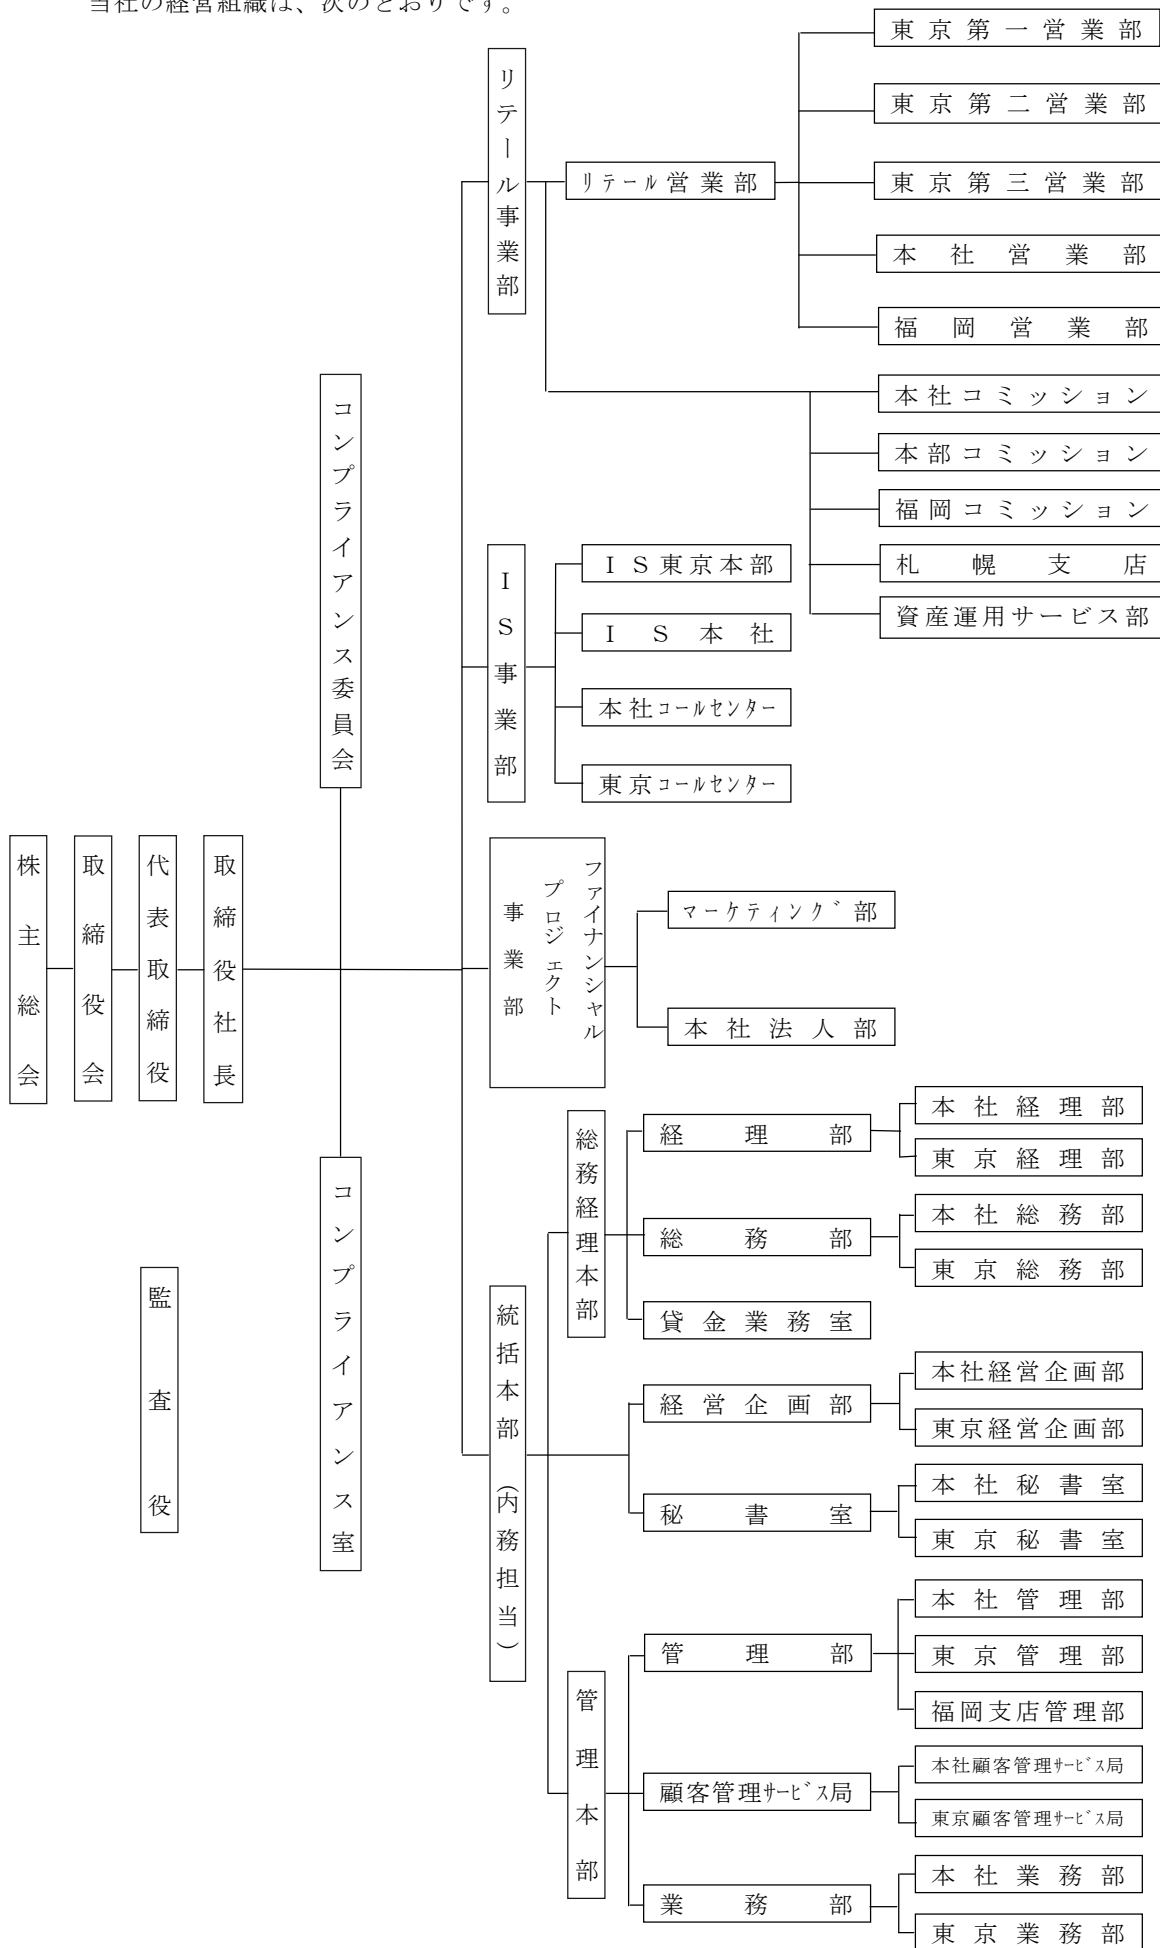 当社の経営組織は、次のとおりです。
株主総会
取締役会
代表取締役
取締役社長
監査役
コンプライアンス委員会
コンプライアンス室
リテール事業部
リテール営業部
東京第一営業部
東京第二営業部
東京第三営業部
本社営業部
福岡営業部
本社コミッション
本部コミッション
福岡コミッション
札幌支店
資産運用サービス部
IS事業部
IS東京本部
IS本社
本社コールセンター
東京コールセンター
ファイナンシャル
プロジェクト
事業部
マーケティング部
本社法人部
統括本部(内務担当)
総務経理本部
経理部
本社経理部
東京経理部
総務部
本社総務部
東京総務部
貸金業務室
経営企画部
本社経営企画部
東京経営企画部
秘書室
本社秘書室
東京秘書室
管理本部
管理部
本社管理部
東京管理部
福岡支店管理部
顧客管理サービス局
本社顧客管理サービス局
東京顧客管理サービス局
業務部
本社業務部
東京業務部